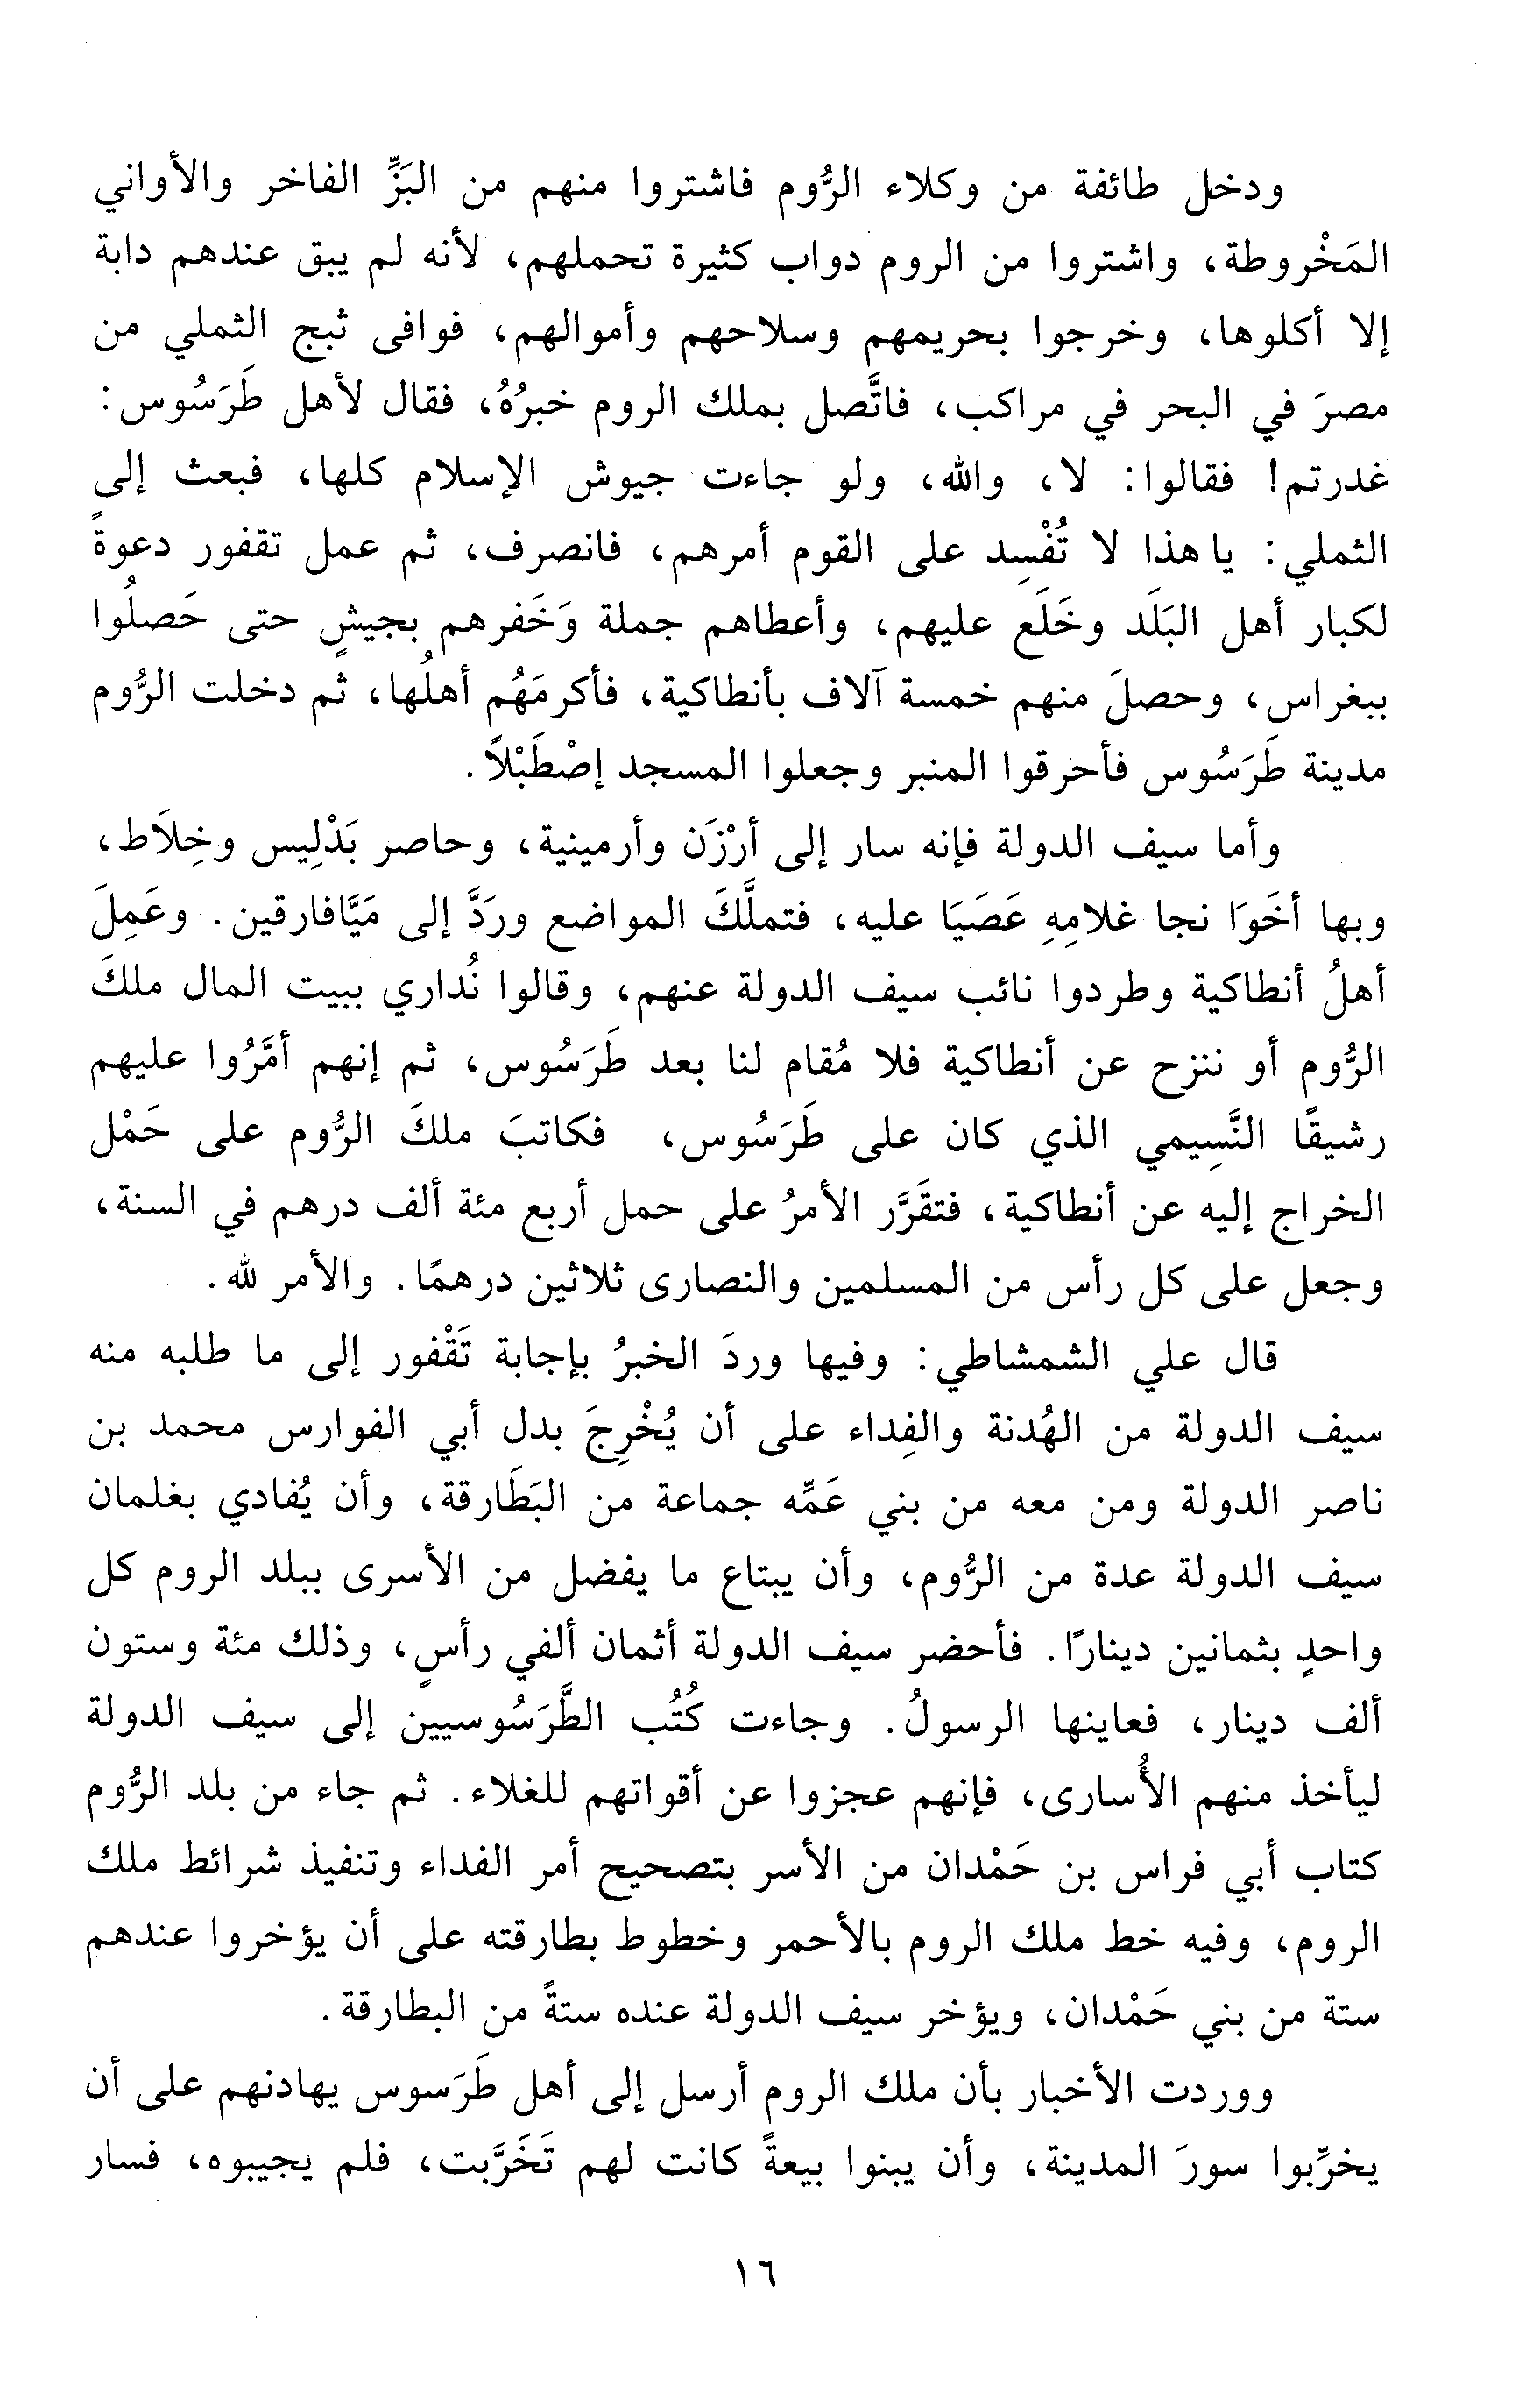 ودخل طائفة من وكلاء الرُّوم فاشتروا منهم من البَزِّ الفاخر والأواني
المَخْروطة، واشتروا من الروم دواب كثيرة تحملهم، لأنه لم يبق عندهم دابة
إلا أكلوها، وخرجوا بحريمهم وسلاحهم وأموالهم، فوافى ثبج الثملي من
مصرَ في البحر في مراكب، فاتَّصل بملك الروم خبرُهُ، فقال لأهل طَرَسُوس:
غدرتم! فقالوا: لا، والله، ولو جاءت جيوش الإسلام كلها، فبعث إلى
الثملي: يا هذا لا تُفْسِد على القوم أمرهم، فانصرف، ثم عمل تقفور دعوةً
لكبار أهل البَلَد وخَلَع عليهم، وأعطاهم جملة وَخَفرهم بجيشٍ حتى حَصلُوا
ببغراس، وحصلَ منهم خمسة آلاف بأنطاكية، فأكرمَهُم أهلُها، ثم دخلت الرُّوم
مدينة طَرَسُوس فأحرقوا المنبر وجعلوا المسجد إصْطَبْلاً.
وأما سيف الدولة فإنه سار إلى أرْزَن وأرمينية، وحاصر بَدْلِيس وخِلَاط،
وبها أخَوَا نجا غلامِهِ عَصَيَا عليه، فتملَّكَ المواضع ورَدَّ إلى مَيَّافارقين. وعَمِلَ
أهلُ أنطاكية وطردوا نائب سيف الدولة عنهم، وقالوا نُداري ببيت المال ملكَ
الرُّوم أو ننزح عن أنطاكية فلا مُقام لنا بعد طَرَسُوس، ثم إنهم أمَّرُوا عليهم
رشيقًا النَّسِيمي الذي كان على طَرَسُوس، فكاتبَ ملكَ الرُّوم على حَمْل
الخراج إليه عن أنطاكية، فتقَرَّر الأمرُ على حمل أربع مئة ألف درهم في السنة،
وجعل على كل رأس من المسلمين والنصارى ثلاثين درهمًا. والأمر لله.
قال علي الشمشاطي: وفيها وردَ الخبرُ بإجابة تَقْفور إلى ما طلبه منه
سيف الدولة من الهُدنة والفِداء على أن يُخْرِجَ بدل أبي الفوارس محمد بن
ناصر الدولة ومن معه من بني عَمِّه جماعة من البَطَارقة، وأن يُفادي بغلمان
سيف الدولة عدة من الرُّوم، وأن يبتاع ما يفضل من الأسرى ببلد الروم كل
واحدٍ بثمانين دينارًا. فأحضر سيف الدولة أثمان ألفي رأسٍ، وذلك مئة وستون
ألف دينار، فعاينها الرسولُ. وجاءت كُتُب الطَّرَسُوسيين إلى سيف الدولة
ليأخذ منهم الأُسارى، فإنهم عجزوا عن أقواتهم للغلاء. ثم جاء من بلد الرُّوم
كتاب أبي فراس بن حَمْدان من الأسر بتصحيح أمر الفداء وتنفيذ شرائط ملك
الروم، وفيه خط ملك الروم بالأحمر وخطوط بطارقته على أن يؤخروا عندهم
ستة من بني حَمْدان، ويؤخر سيف الدولة عنده ستةً من البطارقة.
ووردت الأخبار بأن ملك الروم أرسل إلى أهل طَرَسوس يهادنهم على أن
يخرِّبوا سورَ المدينة، وأن يبنوا بيعةً كانت لهم تَخَرَّبت، فلم يجيبوه، فسار
١٦